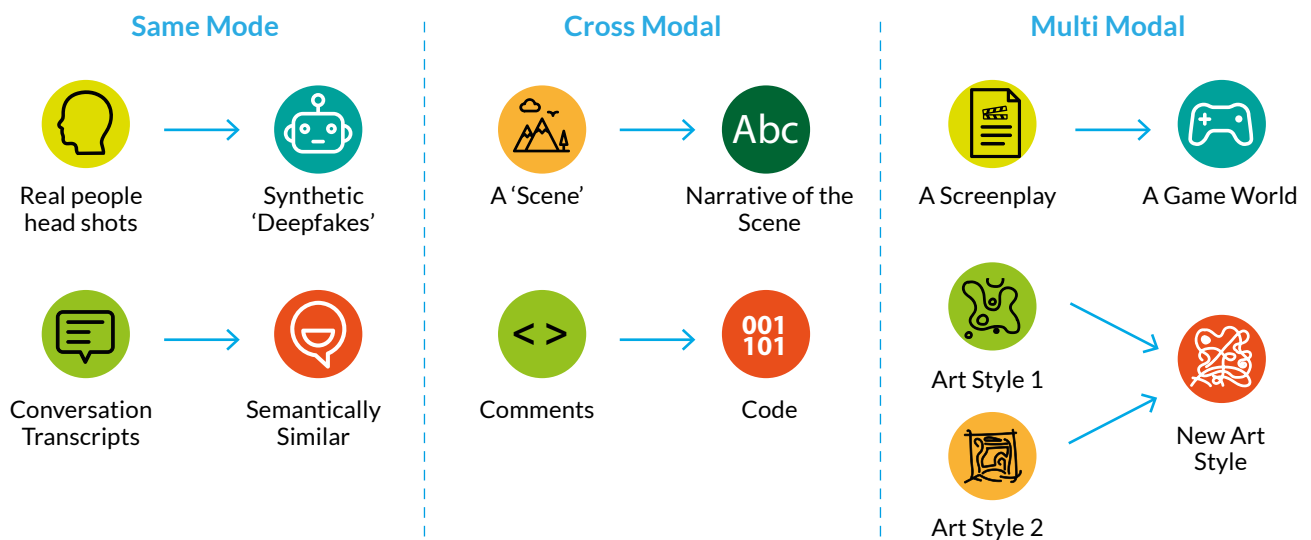 Same Mode
Real people
head shots
Synthetic
‘Deepfakes’
Conversation
Transcripts
Semantically
Similar
Cross Modal
A ‘Scene’
Abc
Narrative of the
Scene
< >
Comments
001
101
Code
Multi Modal
A Screenplay
A Game World
Art Style 1
Art Style 2
New Art
Style